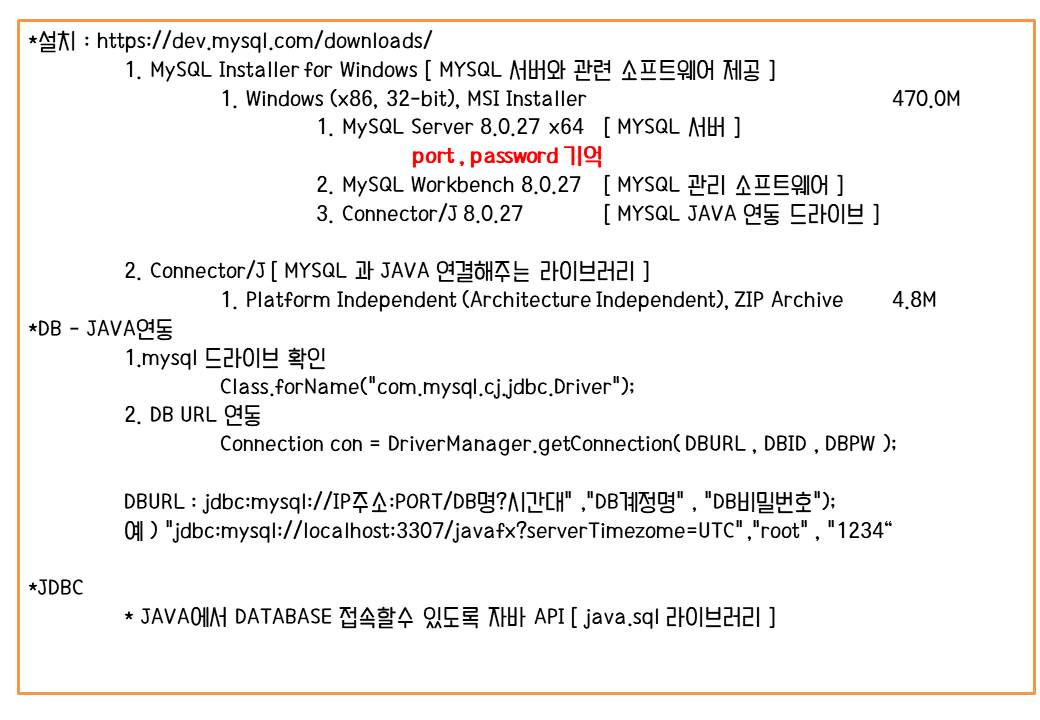 *설치 : https://dev.mysql.com/downloads/
1. MySQL Installer for Windows [ MYSQL 서버와 관련 소프트웨어 제공 ]
1. Windows (x86, 32-bit), MSI Installer 470.0M
1. MySQL Server 8.0.27 x64 [ MYSQL 서버 ]
port , password 기억
2. MySQL Workbench 8.0.27 [ MYSQL 관리 소프트웨어 ]
3. Connector/J 8.0.27 [ MYSQL JAVA 연동 드라이브 ]
2. Connector/J [ MYSQL 과 JAVA 연결해주는 라이브러리 ]
1. Platform Independent (Architecture Independent), ZIP Archive 4.8M
*DB - JAVA연동
1.mysql 드라이브 확인
Class.forName("com.mysql.cj.jdbc.Driver");
2. DB URL 연동
Connection con = DriverManager.getConnection( DBURL , DBID , DBPW );
DBURL : jdbc:mysql://IP주소:PORT/DB명?시간대" ,"DB계정명" , "DB비밀번호");
예 ) "jdbc:mysql://localhost:3307/javafx?serverTimezome=UTC","root" , "1234“
*JDBC
* JAVA에서 DATABASE 접속할수 있도록 자바 API [ java.sql 라이브러리 ]